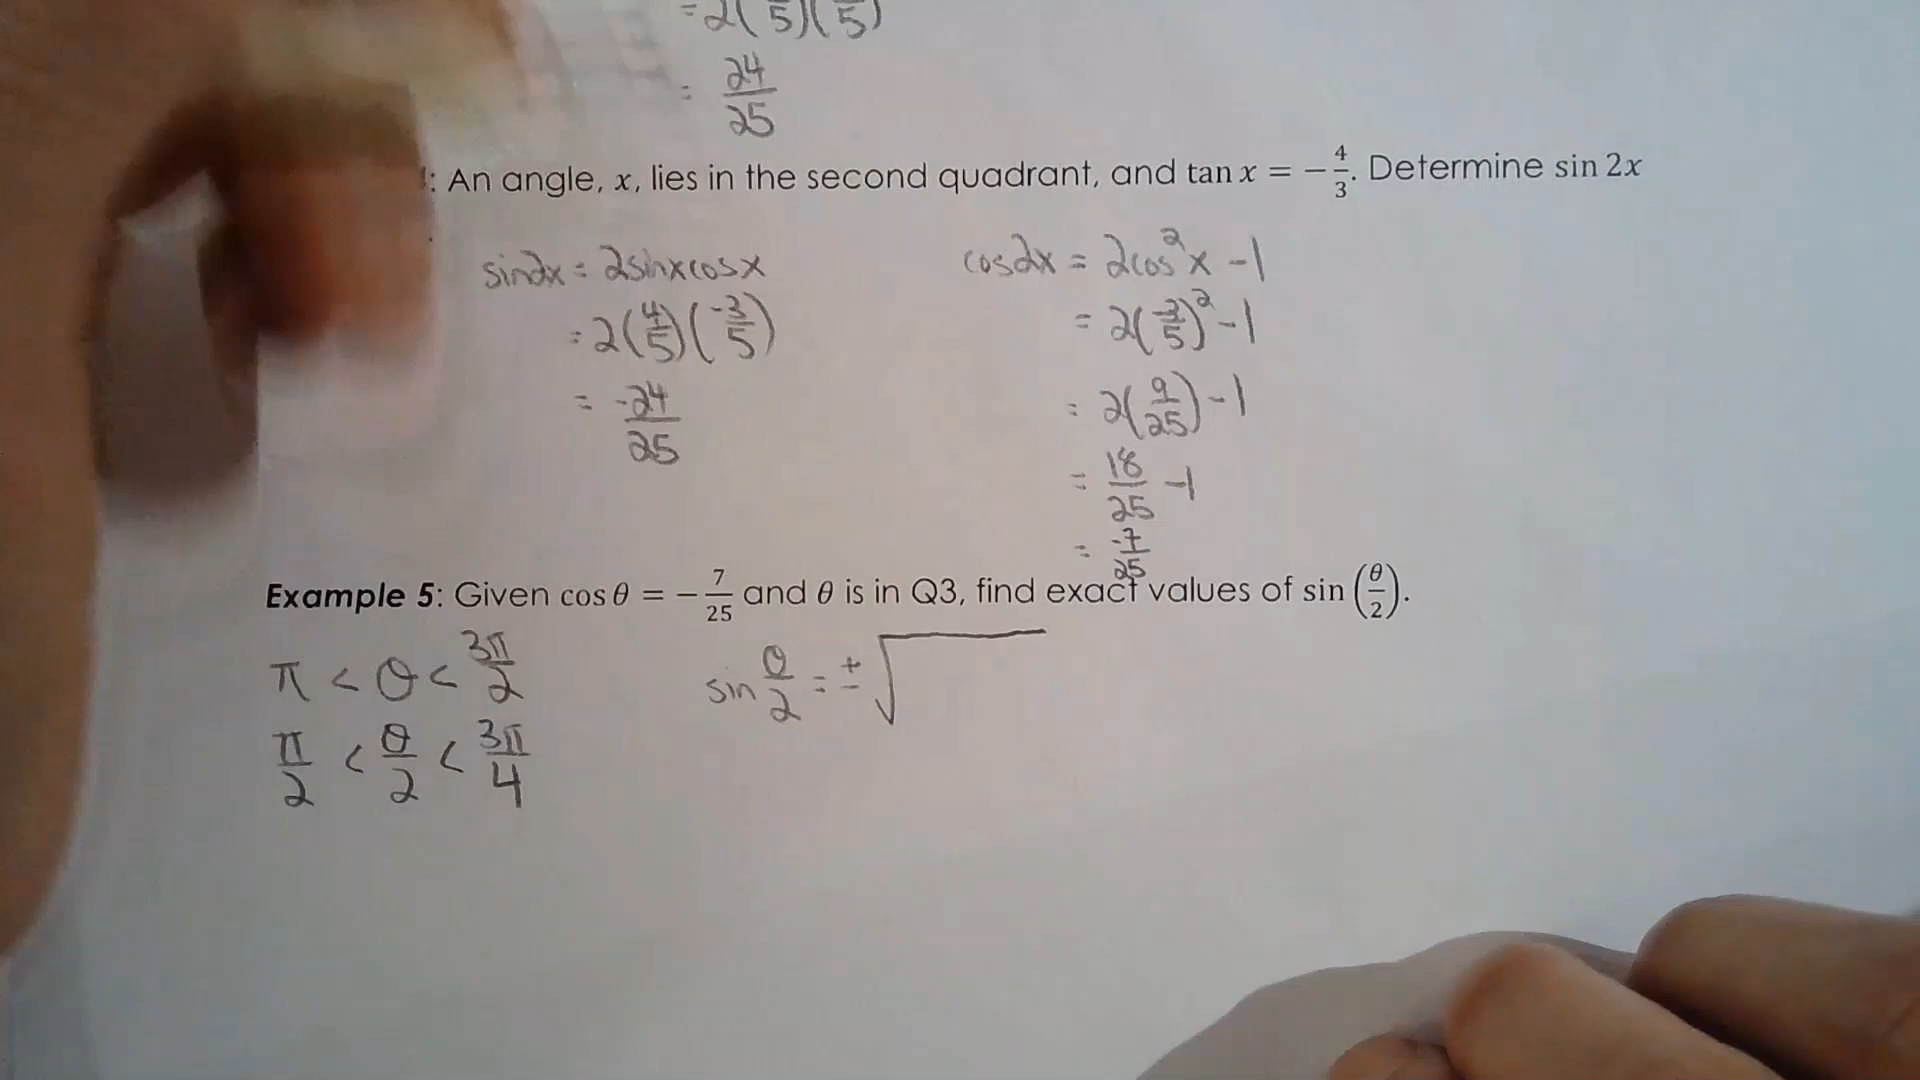 = 2( 5)( 5)
= 24/25
: An angle, x, lies in the second quadrant, and tan x = −4/3. Determine sin 2x
sin2x = 2sinxcosx
= 2(4/5)(-3/5)
= -24/25
cos2x = 2cos²x - 1
= 2(-3/5)² - 1
= 2(9/25) - 1
= 18/25 - 1
= -7/25
Example 5: Given cos θ = −7/25 and θ is in Q3, find exact values of sin (θ/2).
π < θ < 3π/2
π/2 < θ/2 < 3π/4
sin θ/2 = ± √